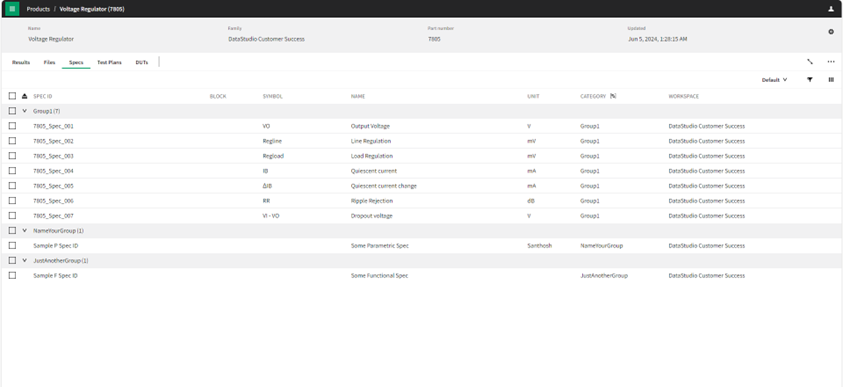 Products / Voltage Regulator (7805)
Name Family Part number Updated
Voltage Regulator DataStudio Customer Success 7805 Jun 5, 2024, 1:28:15 AM
Results Files Specs Test Plans DUTs
Default
SPEC ID BLOCK SYMBOL NAME UNIT CATEGORY WORKSPACE
Group1 (7)
7805_Spec_001 VO Output Voltage V Group1 DataStudio Customer Success
7805_Spec_002 Regline Line Regulation mV Group1 DataStudio Customer Success
7805_Spec_003 Regload Load Regulation mV Group1 DataStudio Customer Success
7805_Spec_004 IB Quiescent current mA Group1 DataStudio Customer Success
7805_Spec_005 ΔIB Quiescent current change mA Group1 DataStudio Customer Success
7805_Spec_006 RR Ripple Rejection dB Group1 DataStudio Customer Success
7805_Spec_007 VI - VO Dropout voltage V Group1 DataStudio Customer Success
NameYourGroup (1)
Sample P Spec ID Some Parametric Spec Santhosh NameYourGroup DataStudio Customer Success
JustAnotherGroup (1)
Sample F Spec ID Some Functional Spec JustAnotherGroup DataStudio Customer Success